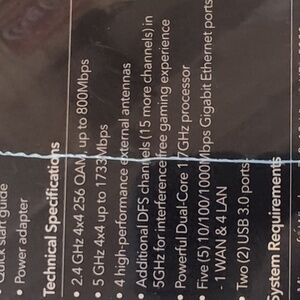 Quick start guide
• Power adapter
Technical Specifications
• 2.4 GHz 4x4 256 QAM, up to 800Mbps
• 5 GHz 4x4 up to 1733Mbps
• 4 high-performance external antennas
• Additional DFS channels (15 more channels) in
5GHz for interference free gaming experience
• Powerful Dual-Core 1.7GHz processor
• Five (5) 10/100/1000Mbps Gigabit Ethernet ports
- 1 WAN & 4 LAN
• Two (2) USB 3.0 ports
System Requirements